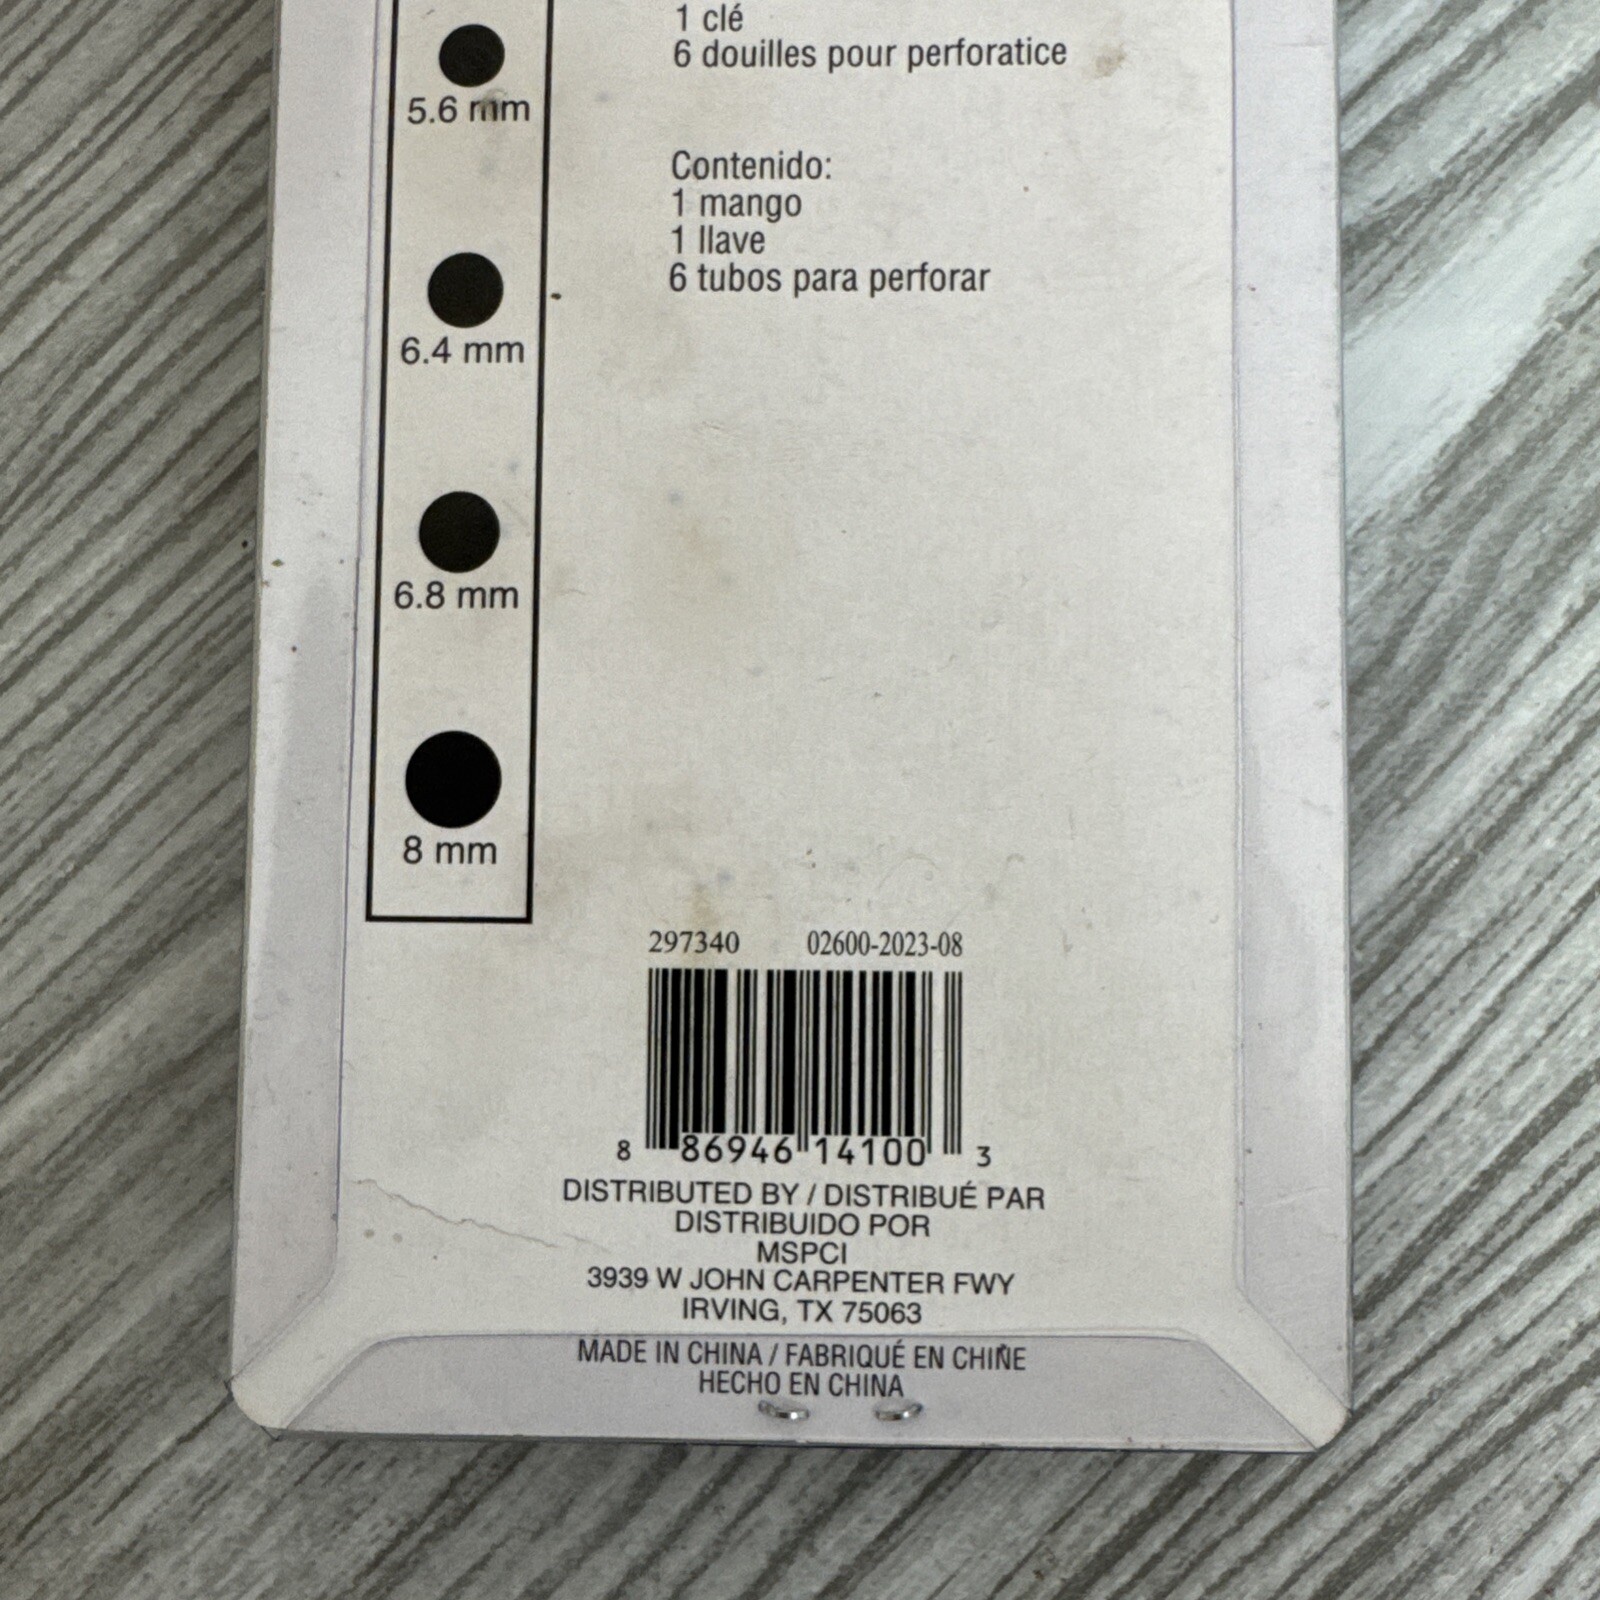 1 clé
6 douilles pour perforatice
5.6 mm
Contenido:
1 mango
1 llave
6 tubos para perforar
6.4 mm
6.8 mm
8 mm
297340 02600-2023-08
8 86946 14100 3
DISTRIBUTED BY / DISTRIBUÉ PAR
DISTRIBUIDO POR
MSPCI
3939 W JOHN CARPENTER FWY
IRVING, TX 75063
MADE IN CHINA / FABRIQUÉ EN CHINE
HECHO EN CHINA